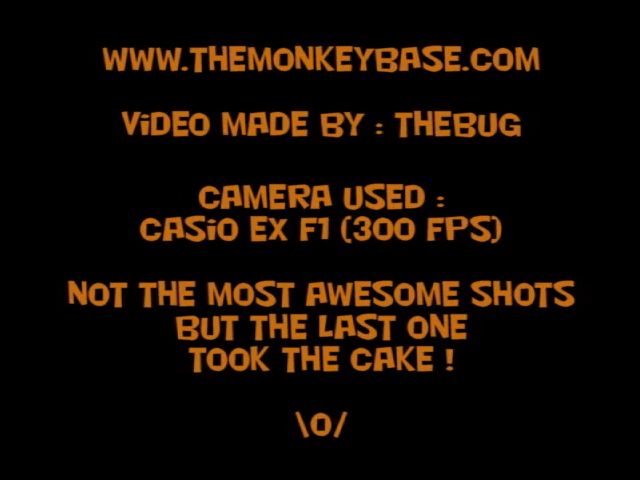 WWW.THEMONKEYBASE.COM
ViDEO MADE BY : THEBUG
CAMERA USED :
CASiO EX F1 (300 FPS)
NOT THE MOST AWESOME SHOTS
BUT THE LAST ONE
TOOK THE CAKE !
\O/